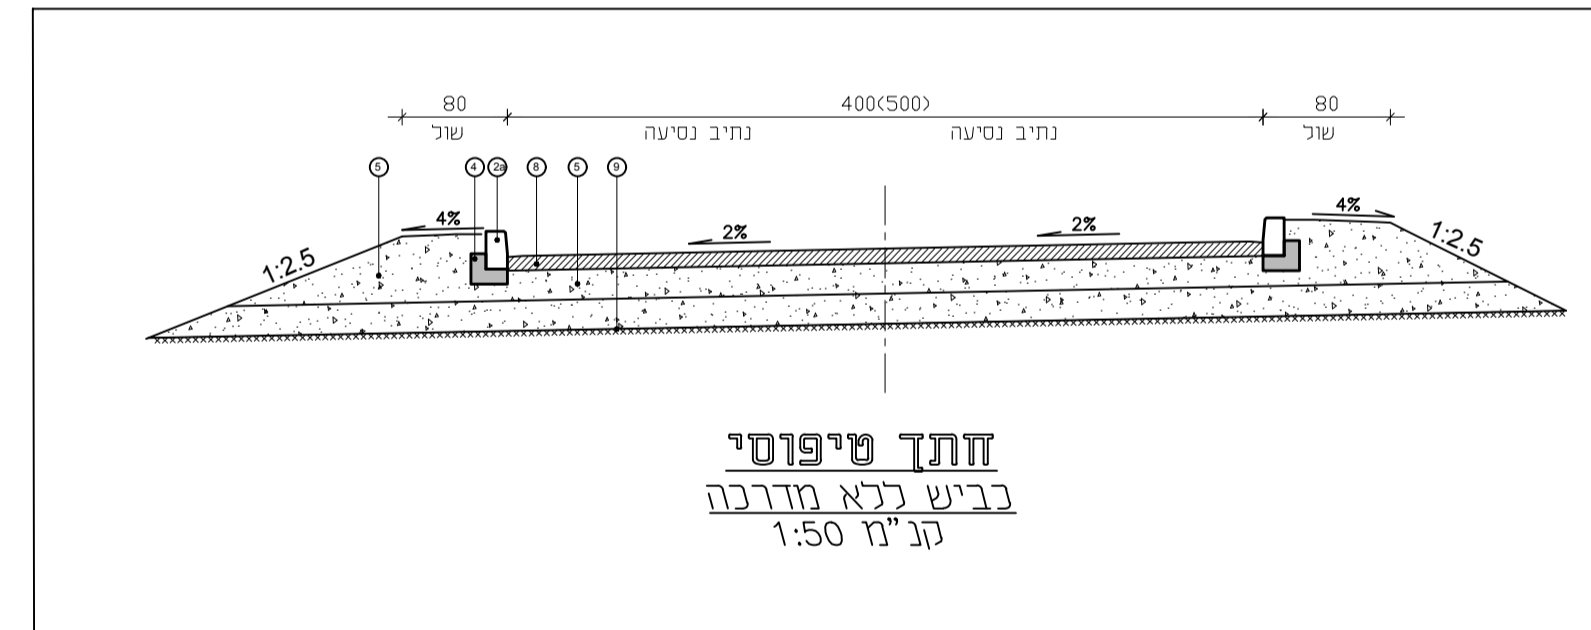 80 400(500) 80
שול נתיב נסיעה נתיב נסיעה שול
5 4 2a 8 5 9
4% 2% 2% 4%
1:2.5 1:2.5
חתך טיפוסי
כביש ללא מדרכה
קנ"מ 1:50